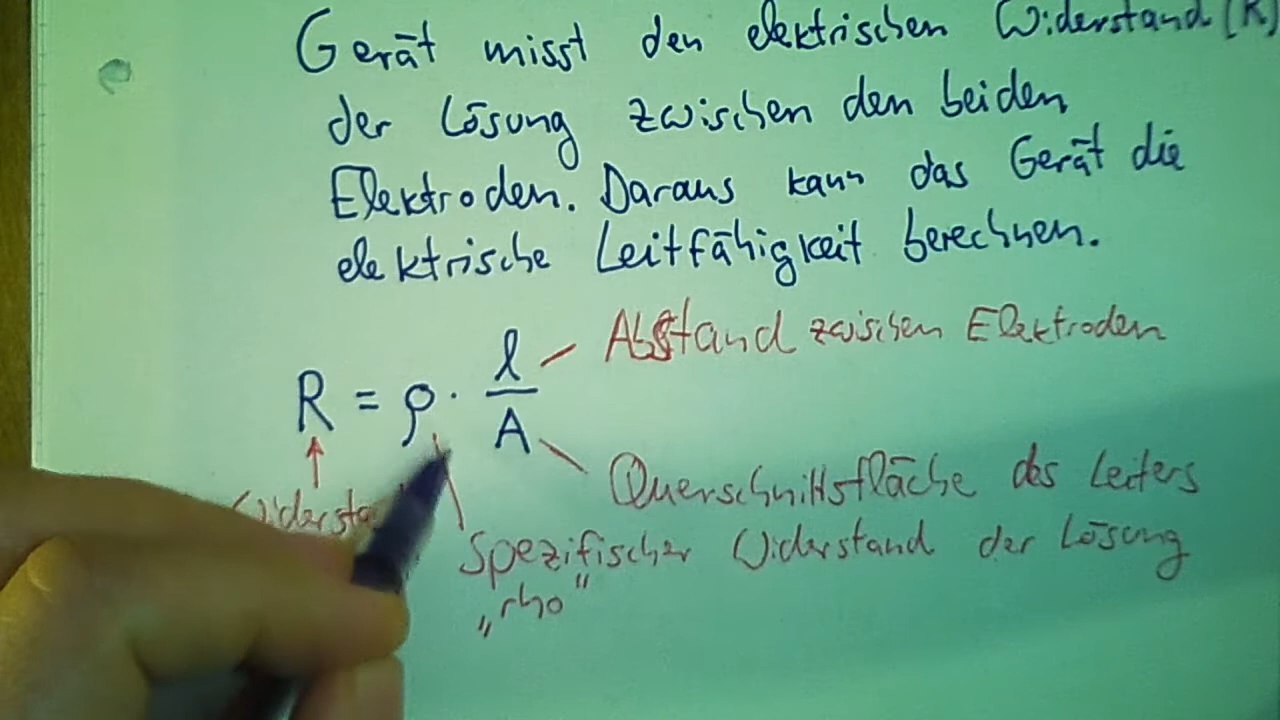 Gerät misst den elektrischen Widerstand (R)
der Lösung zwischen den beiden
Elektroden. Daraus kann das Gerät die
elektrische Leitfähigkeit berechnen.
R = ρ · l / A
Abstand zwischen Elektroden
Querschnittsfläche des Leiters
Widersta
Spezifischer Widerstand der Lösung
„rho"